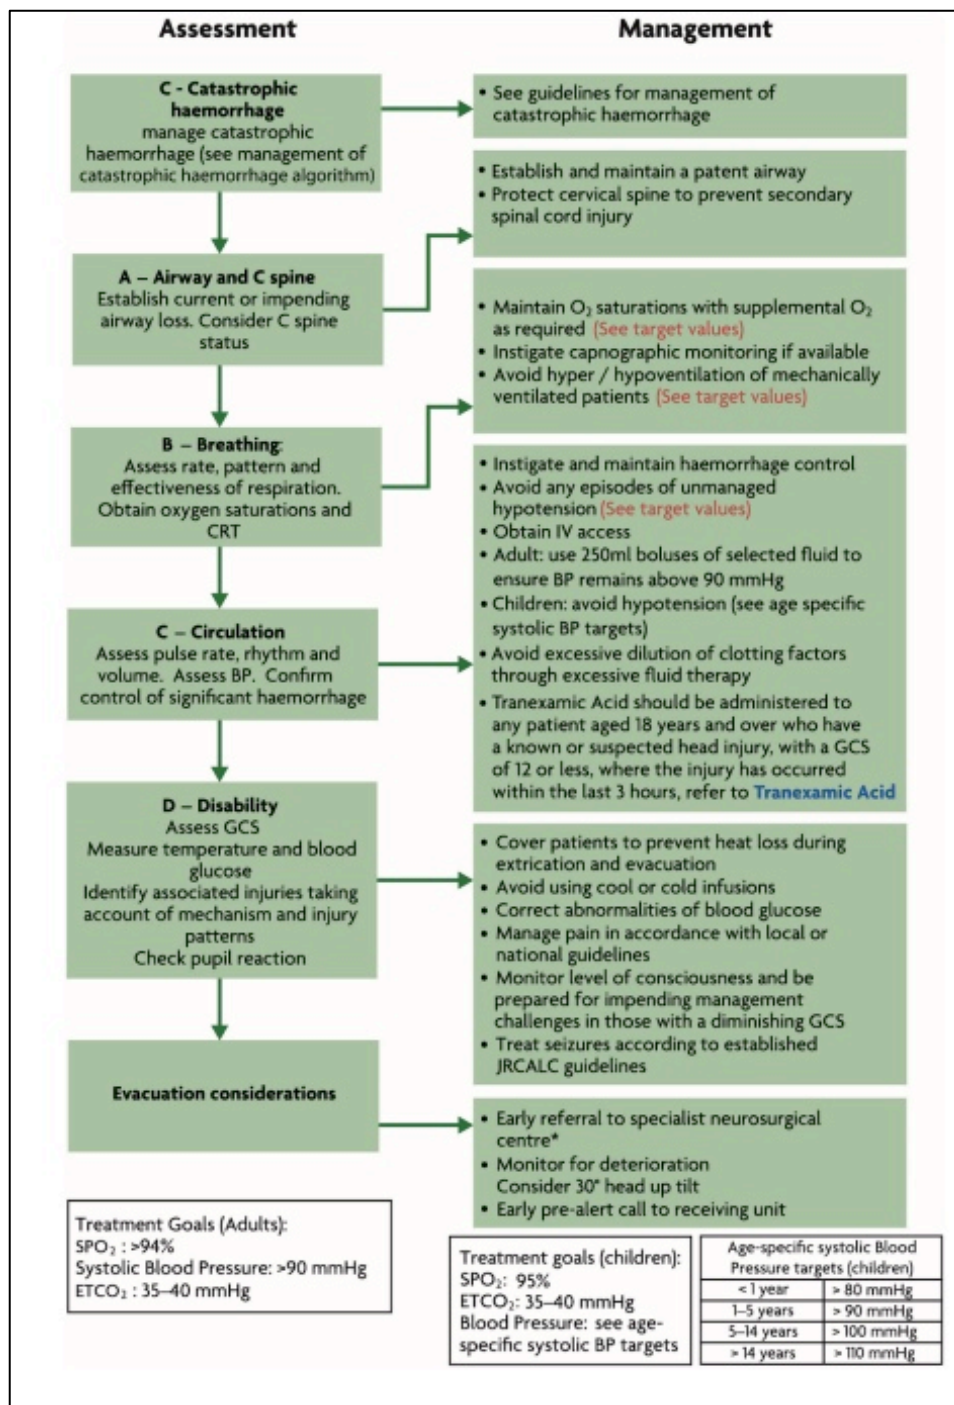 Assessment
Management
C - Catastrophic
haemorrhage
manage catastrophic
haemorrhage (see management of
catastrophic haemorrhage algorithm)
• See guidelines for management of
catastrophic haemorrhage
A – Airway and C spine
Establish current or impending
airway loss. Consider C spine
status
• Establish and maintain a patent airway
• Protect cervical spine to prevent secondary
spinal cord injury
B – Breathing:
Assess rate, pattern and
effectiveness of respiration.
Obtain oxygen saturations and
CRT
• Maintain O₂ saturations with supplemental O₂
as required (See target values)
• Instigate capnographic monitoring if available
• Avoid hyper / hypoventilation of mechanically
ventilated patients (See target values)
C – Circulation
Assess pulse rate, rhythm and
volume. Assess BP. Confirm
control of significant haemorrhage
• Instigate and maintain haemorrhage control
• Avoid any episodes of unmanaged
hypotension (See target values)
• Obtain IV access
• Adult: use 250ml boluses of selected fluid to
ensure BP remains above 90 mmHg
• Children: avoid hypotension (see age specific
systolic BP targets)
• Avoid excessive dilution of clotting factors
through excessive fluid therapy
• Tranexamic Acid should be administered to
any patient aged 18 years and over who have
a known or suspected head injury, with a GCS
of 12 or less, where the injury has occurred
within the last 3 hours, refer to Tranexamic Acid
D – Disability
Assess GCS
Measure temperature and blood
glucose
Identify associated injuries taking
account of mechanism and injury
patterns
Check pupil reaction
• Cover patients to prevent heat loss during
extrication and evacuation
• Avoid using cool or cold infusions
• Correct abnormalities of blood glucose
• Manage pain in accordance with local or
national guidelines
• Monitor level of consciousness and be
prepared for impending management
challenges in those with a diminishing GCS
• Treat seizures according to established
JRCALC guidelines
Evacuation considerations
• Early referral to specialist neurosurgical
centre*
• Monitor for deterioration
Consider 30° head up tilt
• Early pre-alert call to receiving unit
Treatment Goals (Adults):
SPO₂ : >94%
Systolic Blood Pressure: >90 mmHg
ETCO₂ : 35–40 mmHg
Treatment goals (children):
SPO₂: 95%
ETCO₂: 35–40 mmHg
Blood Pressure: see age-
specific systolic BP targets
Age-specific systolic Blood
Pressure targets (children)
< 1 year > 80 mmHg
1–5 years > 90 mmHg
5–14 years > 100 mmHg
> 14 years > 110 mmHg